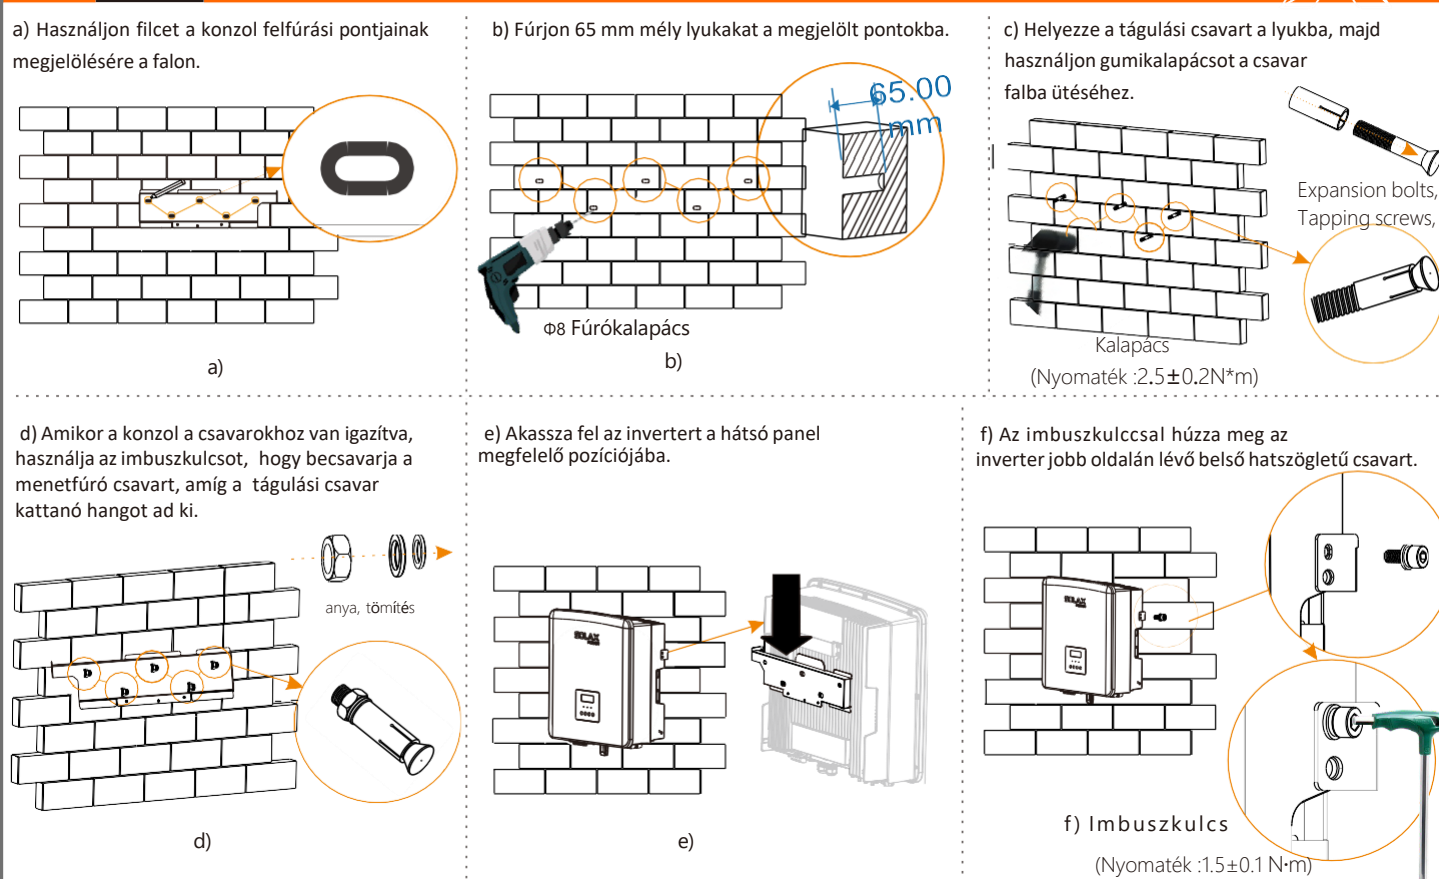 a) Használjon filcet a konzol felfúrási pontjainak
megjelölésére a falon.
a)
b) Fúrjon 65 mm mély lyukakat a megjelölt pontokba.
65.00
mm
Φ8 Fúrókalapács
b)
c) Helyezze a tágulási csavart a lyukba, majd
használjon gumikalapácsot a csavar
falba ütéséhez.
Expansion bolts,
Tapping screws,
Kalapács
(Nyomaték :2.5±0.2N*m)
d) Amikor a konzol a csavarokhoz van igazítva,
használja az imbuszkulcsot, hogy becsavarja a
menetfúró csavart, amíg a tágulási csavar
kattanó hangot ad ki.
anya, tömítés
d)
e) Akassza fel az invertert a hátsó panel
megfelelő pozíciójába.
SOLAX
e)
f) Az imbuszkulccsal húzza meg az
inverter jobb oldalán lévő belső hatszögletű csavart.
SOLAX
f) Imbuszkulcs
(Nyomaték :1.5±0.1 N·m)